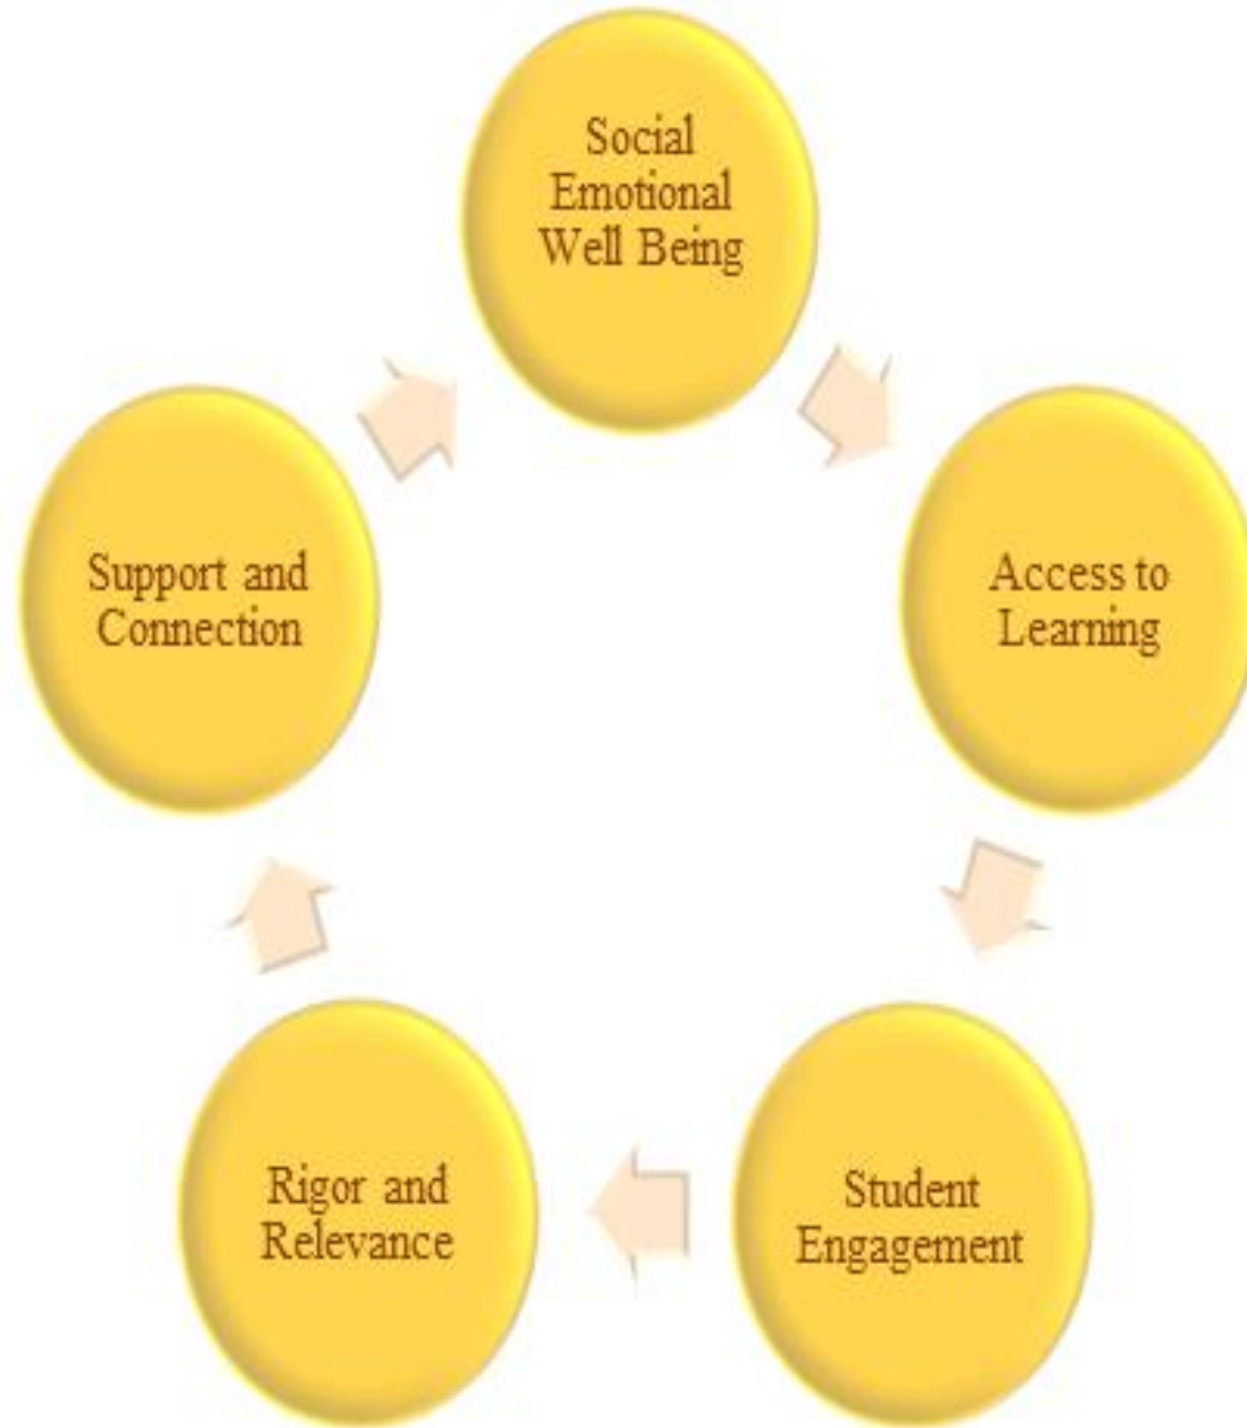 Social
Emotional
Well Being
Access to
Learning
Student
Engagement
Rigor and
Relevance
Support and
Connection